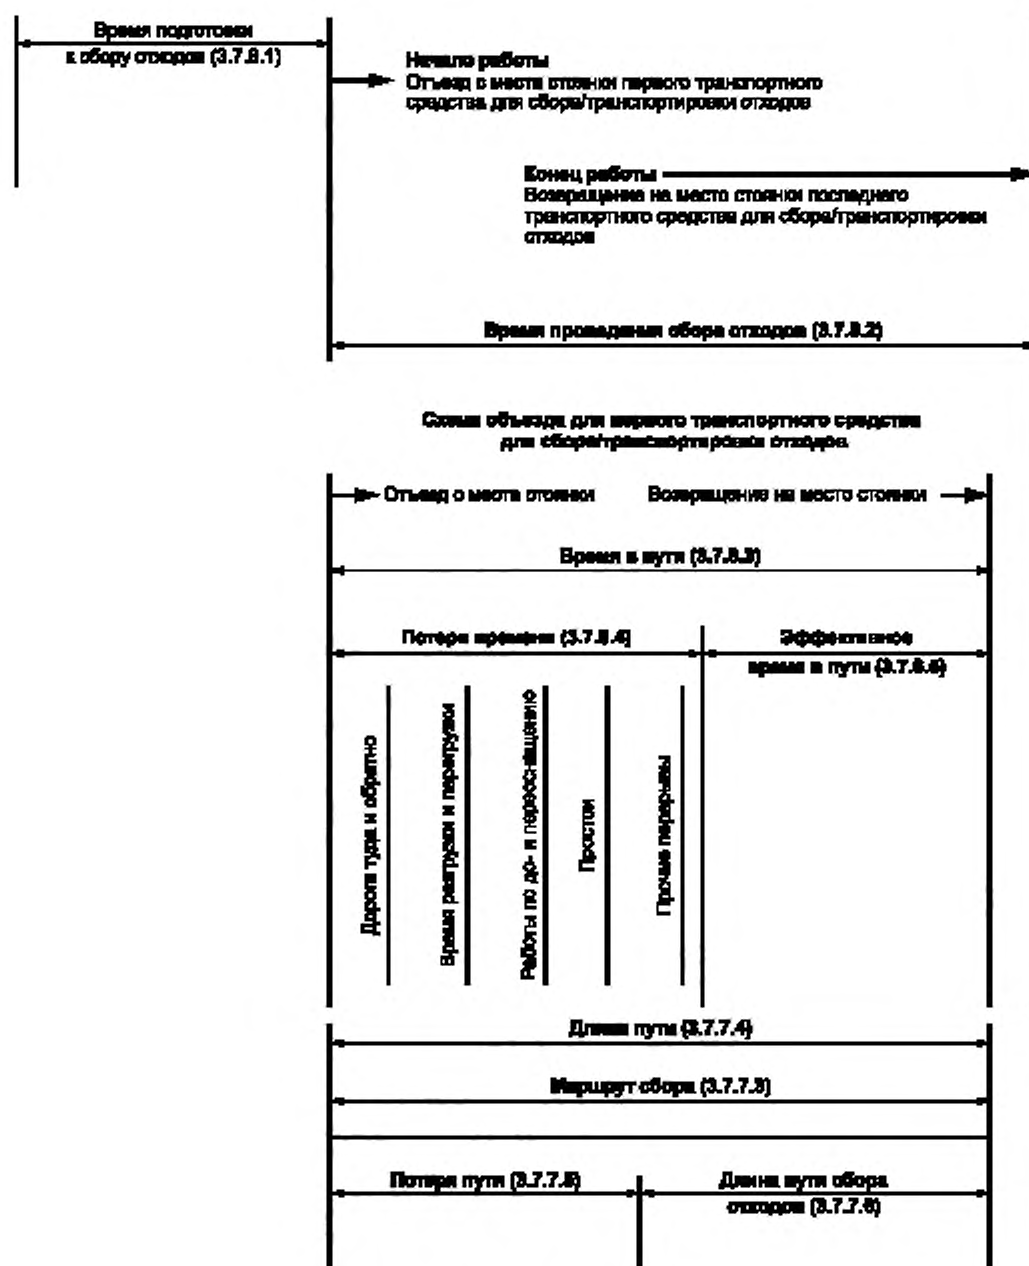 Время подготовки
к сбору отходов (3.7.8.1)
Начало работы
Отъезд с места стоянки первого транспортного
средства для сбора/транспортировки отходов
Конец работы
Возвращение на место стоянки последнего
транспортного средства для сбора/транспортировки
отходов
Время проведения сбора отходов (3.7.8.2)
Схема объезда для первого транспортного средства
для сбора/транспортировки отходов
Отъезд с места стоянки
Возвращение на место стоянки
Время в пути (3.7.8.3)
Потеря времени (3.7.8.4)
Эффективное
время в пути (3.7.8.5)
Дорога туда и обратно
Время разгрузки и перегрузки
Работы по до- и переоснащению
Простои
Прочие перерывы
Длина пути (3.7.7.4)
Маршрут сбора (3.7.7.3)
Потеря пути (3.7.7.5)
Длина пути сбора
отходов (3.7.7.6)